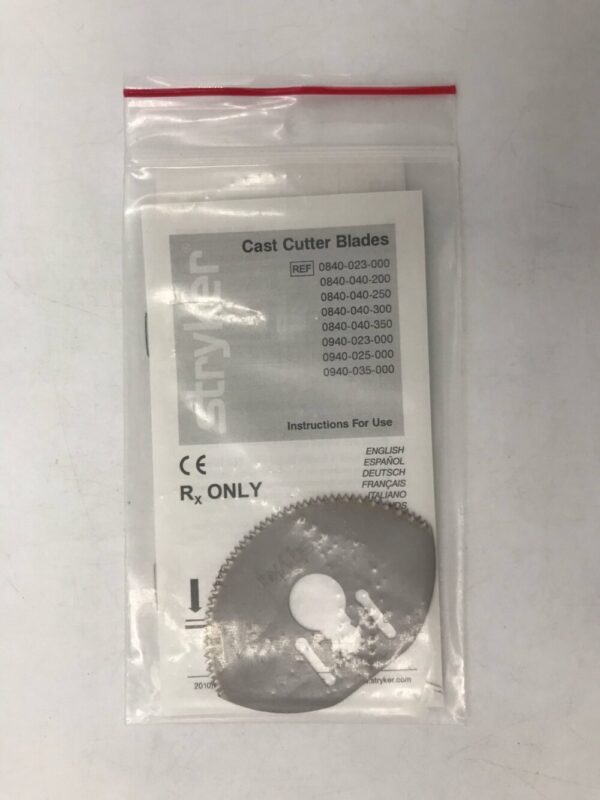 Cast Cutter Blades
REF 0840-023-000
0840-040-200
0840-040-250
0840-040-300
0840-040-350
0940-023-000
0940-025-000
0940-035-000
stryker®
Instructions For Use
ENGLISH
ESPAÑOL
DEUTSCH
FRANÇAIS
ITALIANO
CE
Rx ONLY